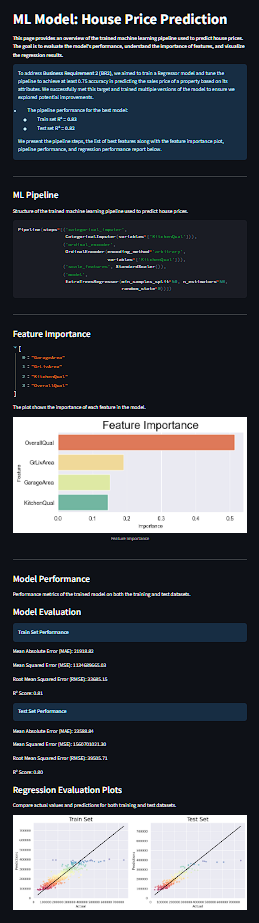 ML Model: House Price Prediction
This page provides an overview of the trained machine learning pipeline used to predict house prices.
The goal is to evaluate the model's performance, understand the importance of features, and visualize
the regression results.
To address Business Requirement 2 (BR2), we aimed to train a Regressor model and tune the
pipeline to achieve at least 0.75 accuracy in predicting the sales price of a property based on its
attributes. We successfully met this target and trained multiple versions of the model to ensure we
explored potential improvements.
The pipeline performance for the best model:
Train set R²= 0.83
Test set R²= 0.83
We present the pipeline steps, the list of best features along with the feature importance plot,
pipeline performance, and regression performance report below.
ML Pipeline
Structure of the trained machine learning pipeline used to predict house prices.
Pipeline(steps=[('categorical_imputer',
CategoricalImputer(variables=['KitchenQual'])),
('ordinal_encoder',
OrdinalEncoder(encoding_method='arbitrary',
variables=['KitchenQual'])),
('scale_features', StandardScaler()),
('model',
ExtraTreesRegressor(min_samples_split=50, n_estimators=50,
random_state=0))])
Feature Importance
[
0 : "GarageArea"
1 : "GrLivArea"
2 : "KitchenQual"
3 : "OverallQual"
]
The plot shows the importance of each feature in the model.
Feature Importance
OverallQual
GrLivArea
GarageArea
KitchenQual
Feature
0.0 0.1 0.2 0.3 0.4 0.5
Importance
Feature Importance
Model Performance
Performance metrics of the trained model on both the training and test datasets.
Model Evaluation
Train Set Performance
Mean Absolute Error (MAE): 21918.82
Root Mean Squared Error (RMSE): 33685.15
R² Score: 0.81
Test Set Performance
Mean Absolute Error (MAE): 23588.84
Mean Squared Error (MSE): 1560701021.30
Root Mean Squared Error (RMSE): 39505.71
R² Score: 0.80
Regression Evaluation Plots
Compare actual values and predictions for both training and test datasets.
Train Set
Test Set
Predictions
Actual
Predictions
Actual